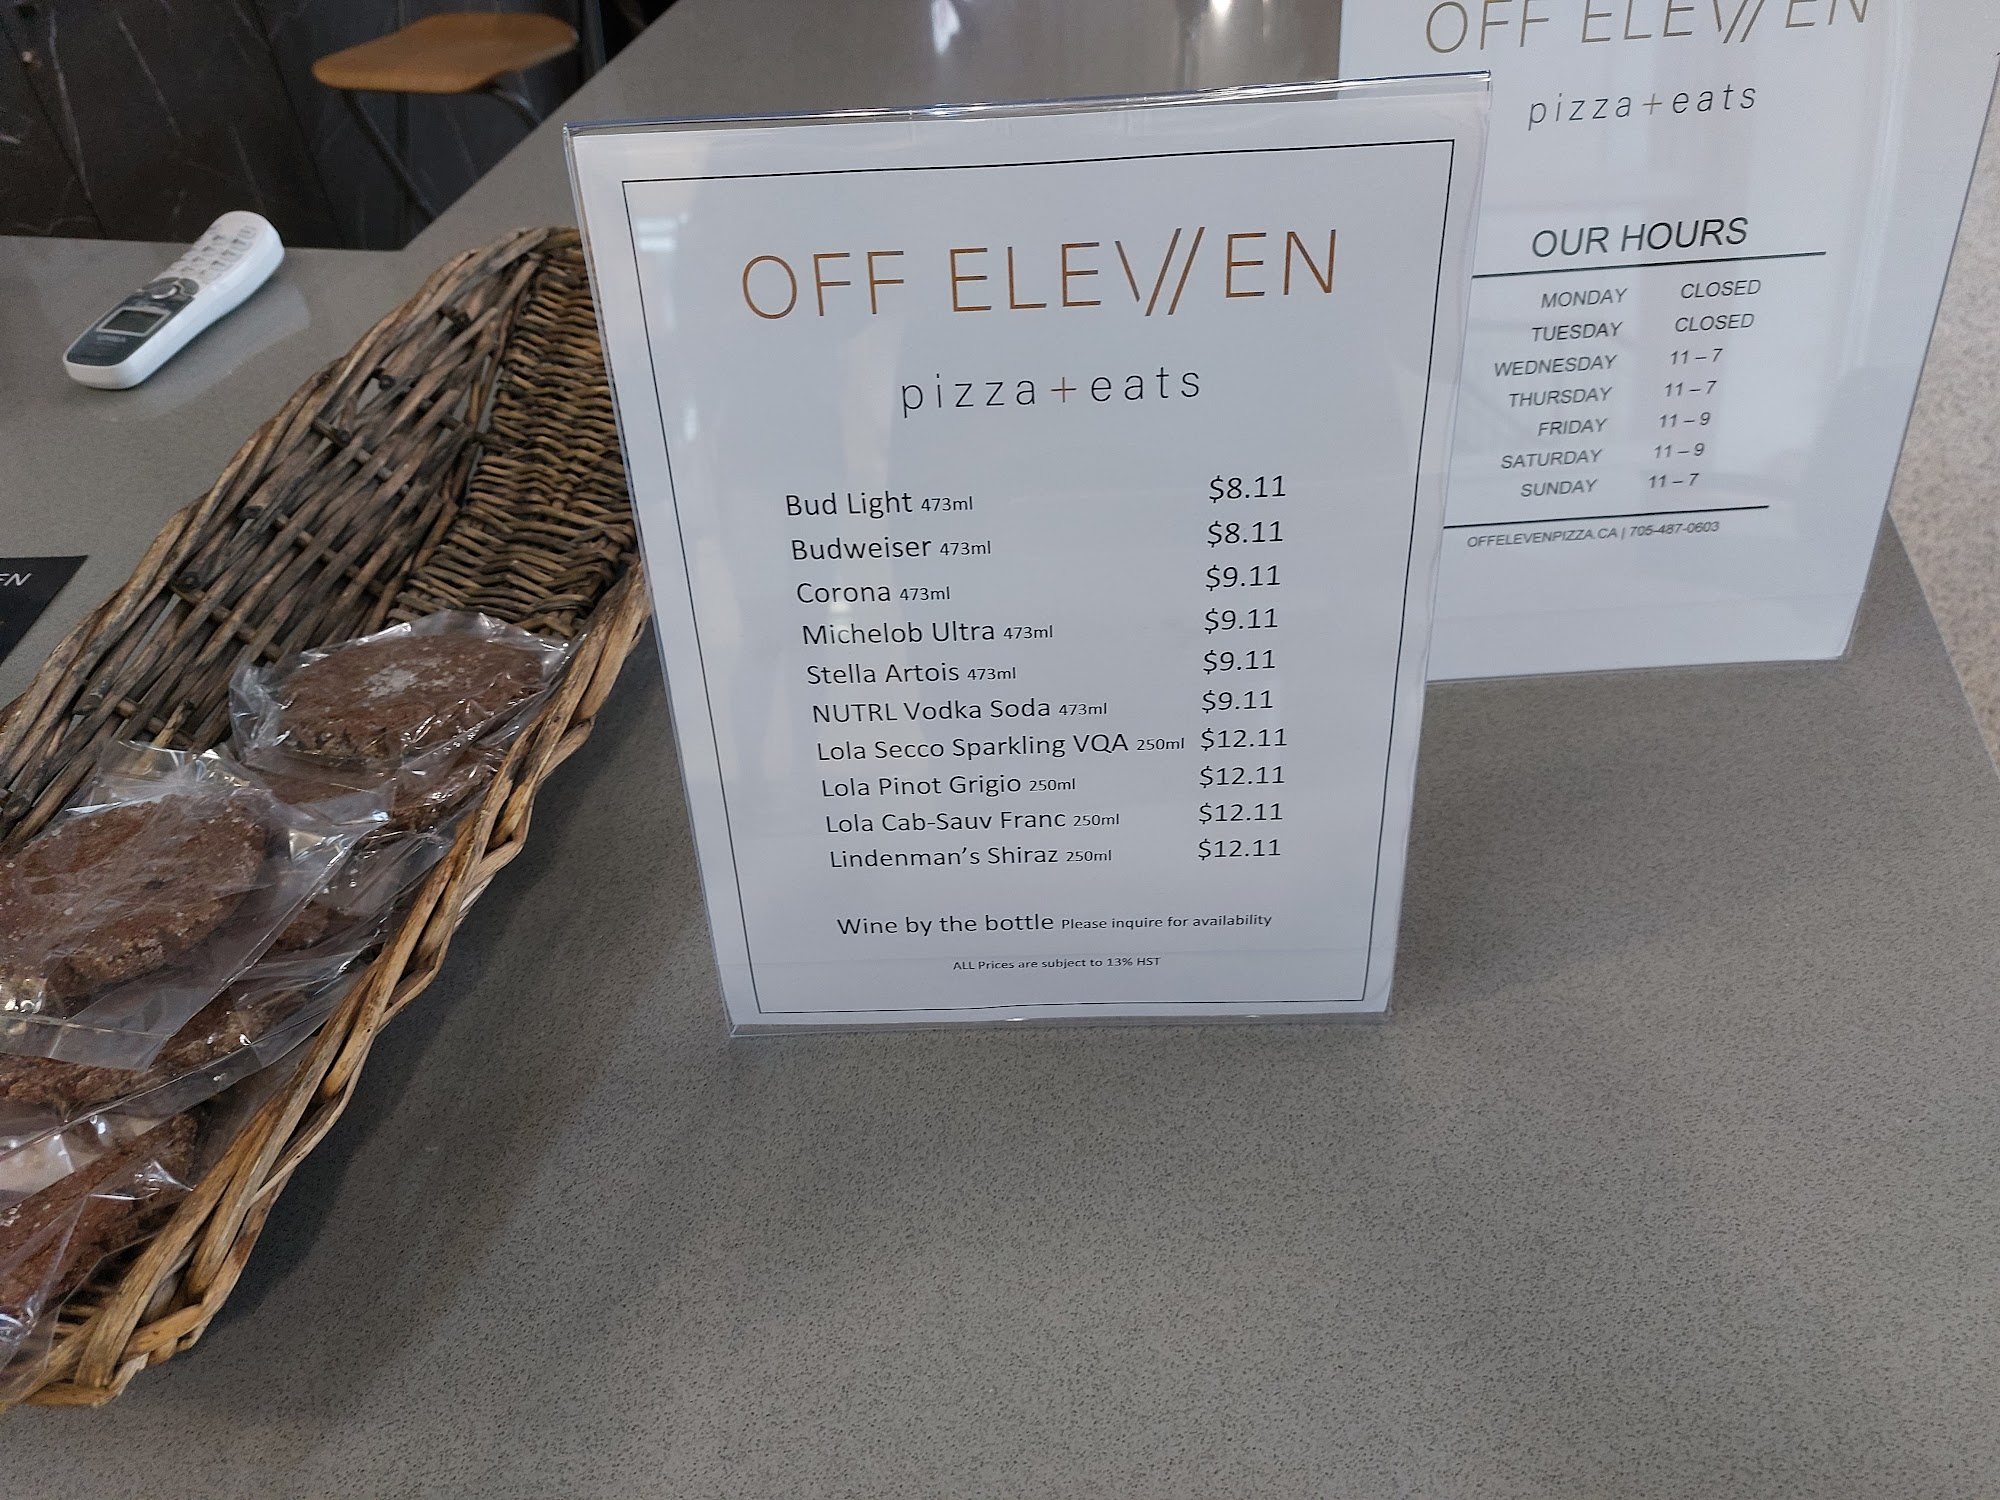 OFF ELEVEN
pizza+eats
Bud Light 473ml $8.11
Budweiser 473ml $8.11
Corona 473ml $9.11
Michelob Ultra 473ml $9.11
Stella Artois 473ml $9.11
NUTRL Vodka Soda 473ml $9.11
Lola Secco Sparkling VQA 250ml $12.11
Lola Pinot Grigio 250ml $12.11
Lola Cab-Sauv Franc 250ml $12.11
Lindenman's Shiraz 250ml $12.11
Wine by the bottle Please inquire for availability
ALL Prices are subject to 13% HST
OFF ELEVEN
pizza+eats
OUR HOURS
MONDAY CLOSED
TUESDAY CLOSED
WEDNESDAY 11 – 7
THURSDAY 11 – 7
FRIDAY 11 – 9
SATURDAY 11 – 9
SUNDAY 11 – 7
OFFELEVENPIZZA.CA | 705-487-0603
EN